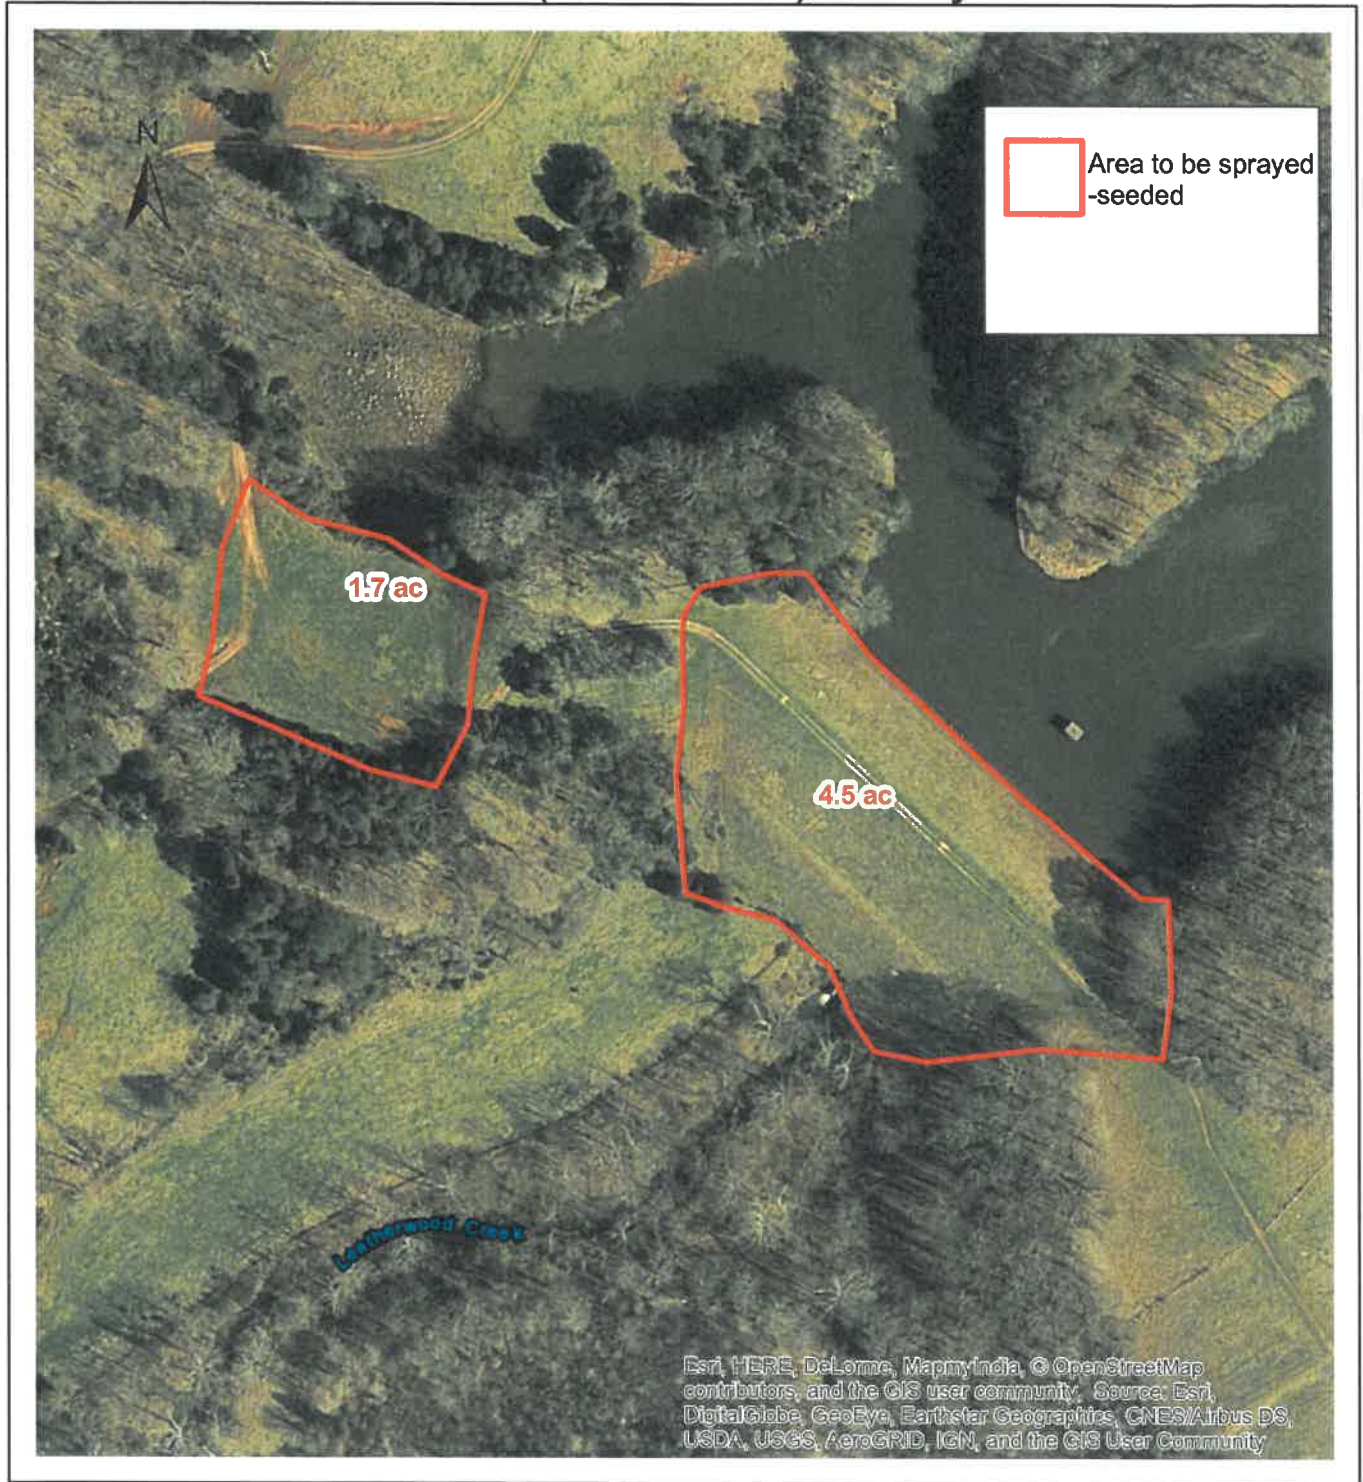 N
Area to be sprayed
-seeded
1.7 ac
4.5 ac
Leatherwood Creek
Esri, HERE, DeLorme, MapmyIndia, © OpenStreetMap
contributors, and the GIS user community, Source: Esri,
DigitalGlobe, GeoEye, Earthstar Geographics, CNES/Airbus DS,
USDA, USGS, AeroGRID, IGN, and the GIS User Community